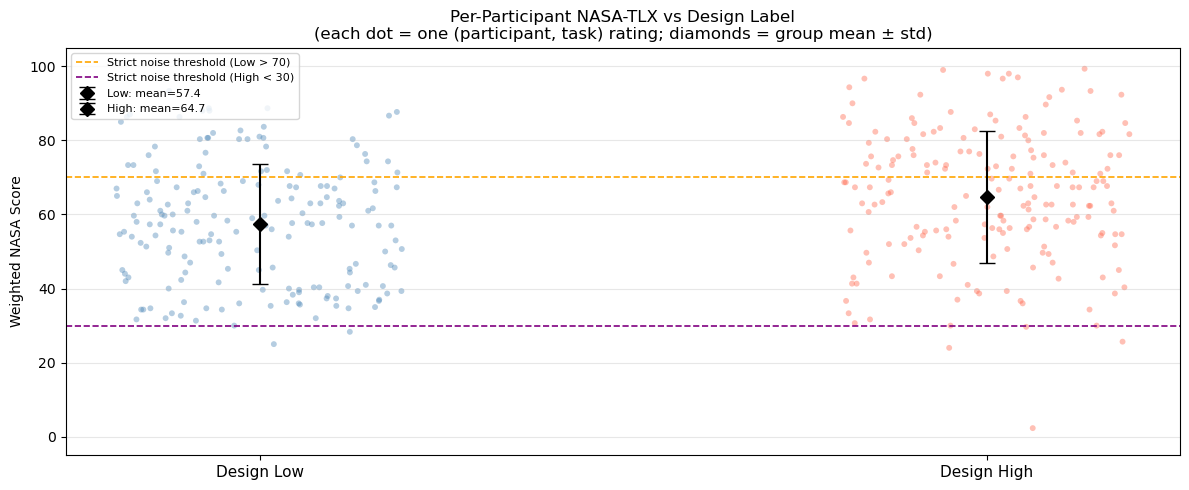 Per-Participant NASA-TLX vs Design Label
(each dot = one (participant, task) rating; diamonds = group mean ± std)
Strict noise threshold (Low > 70)
Strict noise threshold (High < 30)
Low: mean=57.4
High: mean=64.7
Weighted NASA Score
100
80
60
40
20
0
Design Low
Design High